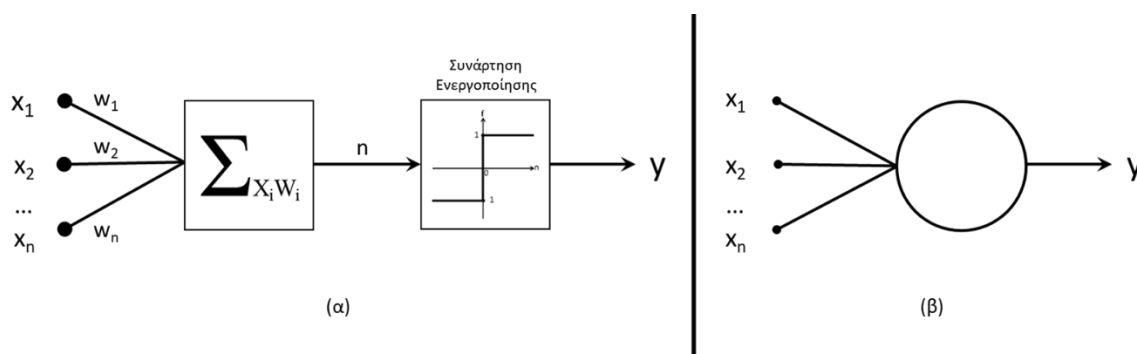 Συνάρτηση
Ενεργοποίησης
x1
w1
x2
w2
...
xn
wn
∑XiWi
n
f
1
0
n
1
y
(α)
x1
x2
...
xn
y
(β)